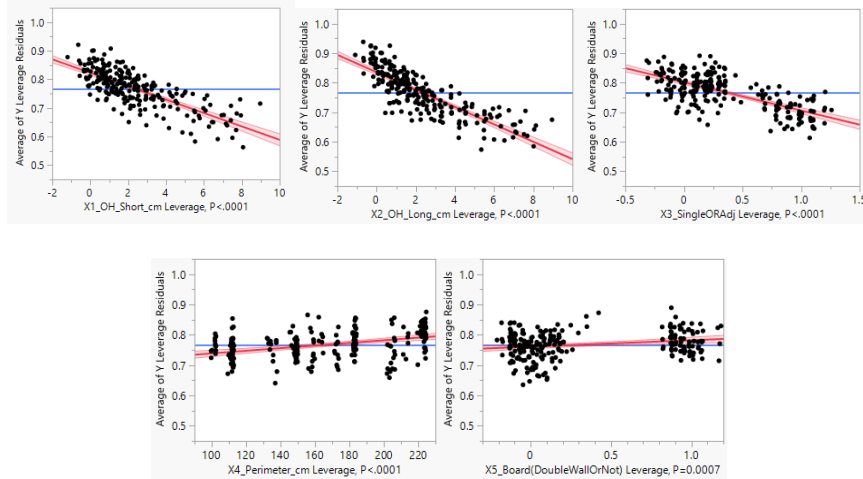 1.0
0.9
0.8
0.7
0.6
0.5
Average of Y Leverage Residuals
-2 0 2 4 6 8 10
X1_OH_Short_cm Leverage, P<.0001
1.0
0.9
0.8
0.7
0.6
0.5
Average of Y Leverage Residuals
-2 0 2 4 6 8 10
X2_OH_Long_cm Leverage, P<.0001
1.0
0.9
0.8
0.7
0.6
0.5
Average of Y Leverage Residuals
-0.5 0 0.5 1.0 1.5
X3_SingleORAdj Leverage, P<.0001
1.0
0.9
0.8
0.7
0.6
0.5
Average of Y Leverage Residuals
100 120 140 160 180 200 220
X4_Perimeter_cm Leverage, P<.0001
1.0
0.9
0.8
0.7
0.6
0.5
Average of Y Leverage Residuals
0 0.5 1.0
X5_Board(DoubleWallOrNot) Leverage, P=0.0007